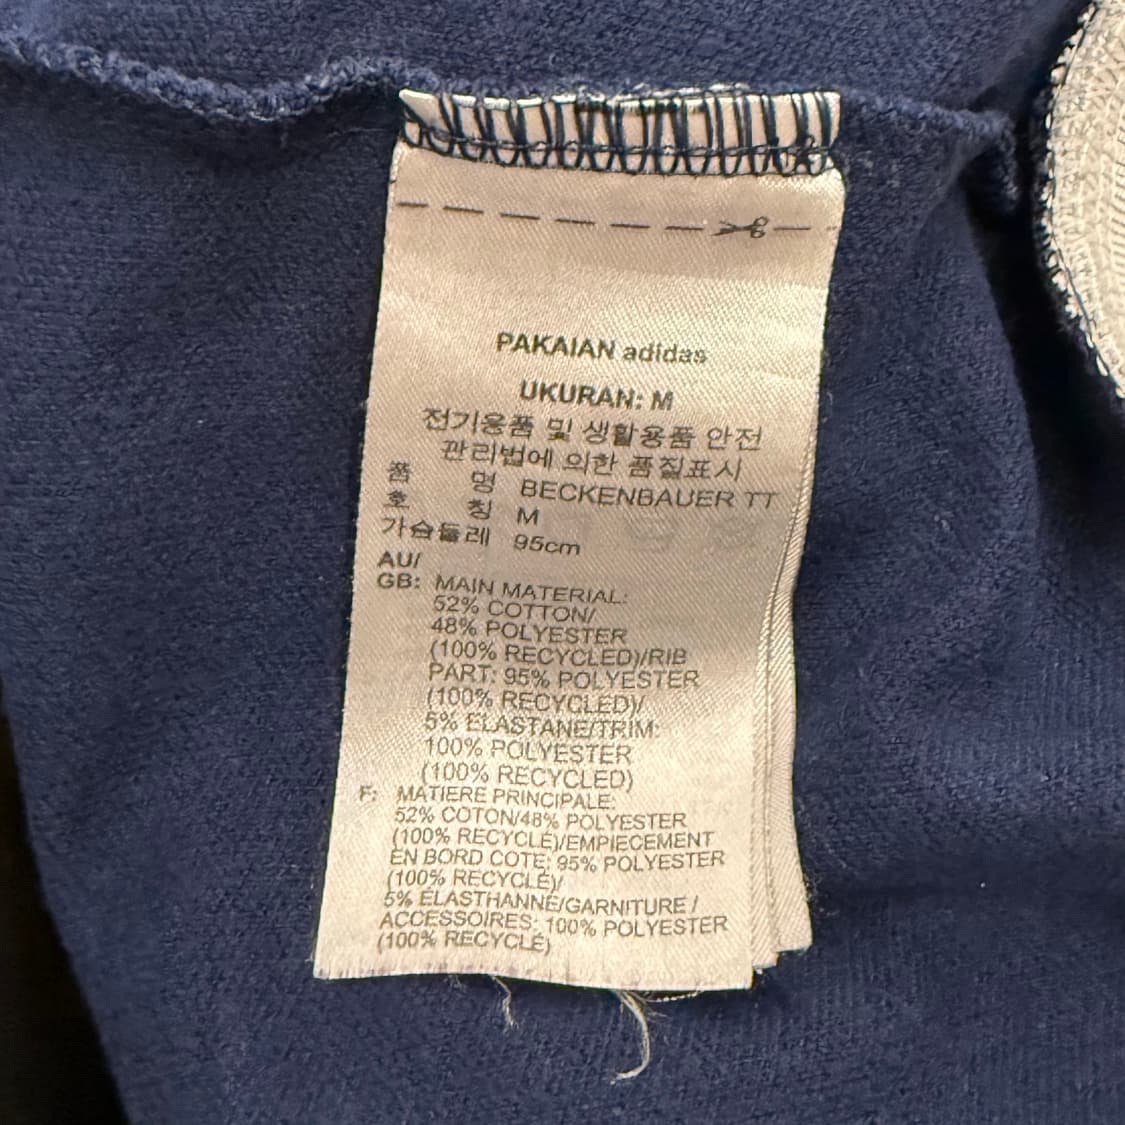 PAKAIAN adidas
UKURAN: M
전기용품 및 생활용품 안전
관리법에 의한 품질표시
품 명 BECKENBAUER TT
호 칭 M
가슴둘레 95cm
AU/
GB: MAIN MATERIAL:
52% COTTON/
48% POLYESTER
(100% RECYCLED)/RIB
PART: 95% POLYESTER
(100% RECYCLED)/
5% ELASTANE/TRIM:
100% POLYESTER
(100% RECYCLED)
F: MATIERE PRINCIPALE:
52% COTON/48% POLYESTER
(100% RECYCLÉ)/EMPIECEMENT
EN BORD COTE: 95% POLYESTER
(100% RECYCLÉ)/
5% ÉLASTHANNE/GARNITURE /
ACCESSOIRES: 100% POLYESTER
(100% RECYCLÉ)